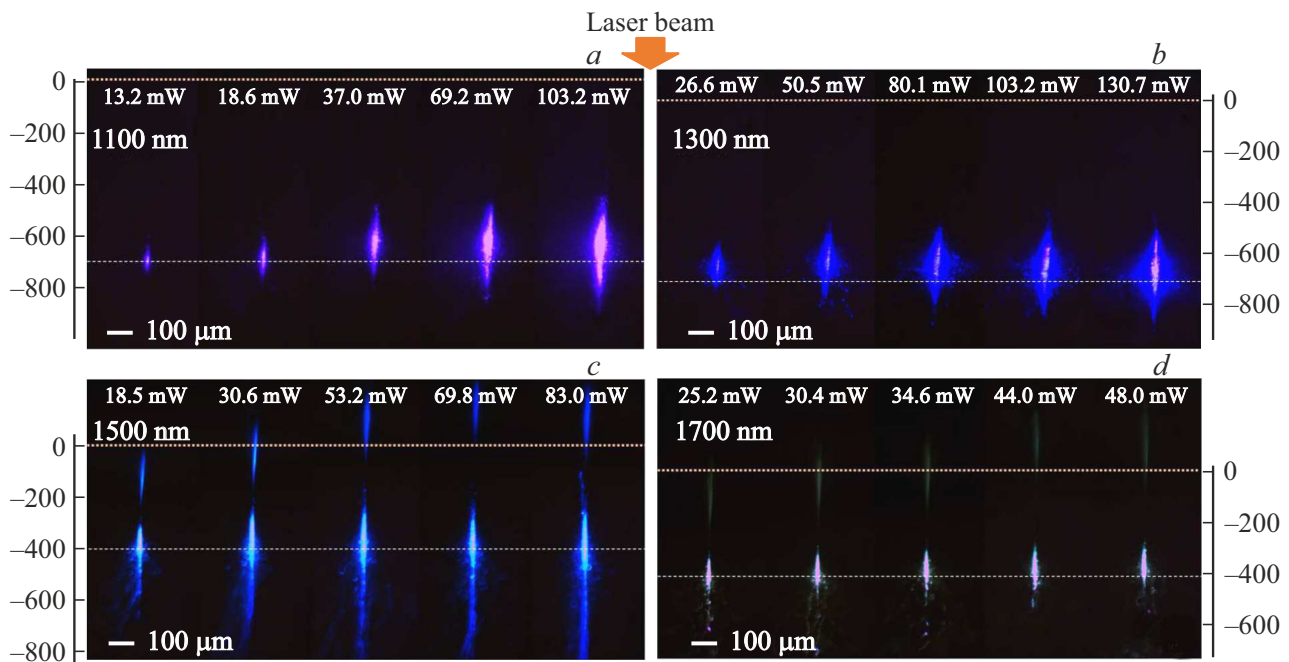 Laser beam
a
b
0
–200
–400
–600
–800
13.2 mW 18.6 mW 37.0 mW 69.2 mW 103.2 mW
1100 nm
100 μm
26.6 mW 50.5 mW 80.1 mW 103.2 mW 130.7 mW
1300 nm
100 μm
0
–200
–400
–600
–800
c
d
18.5 mW 30.6 mW 53.2 mW 69.8 mW 83.0 mW
1500 nm
0
–200
–400
–600
–800
100 μm
25.2 mW 30.4 mW 34.6 mW 44.0 mW 48.0 mW
1700 nm
100 μm
0
–200
–400
–600